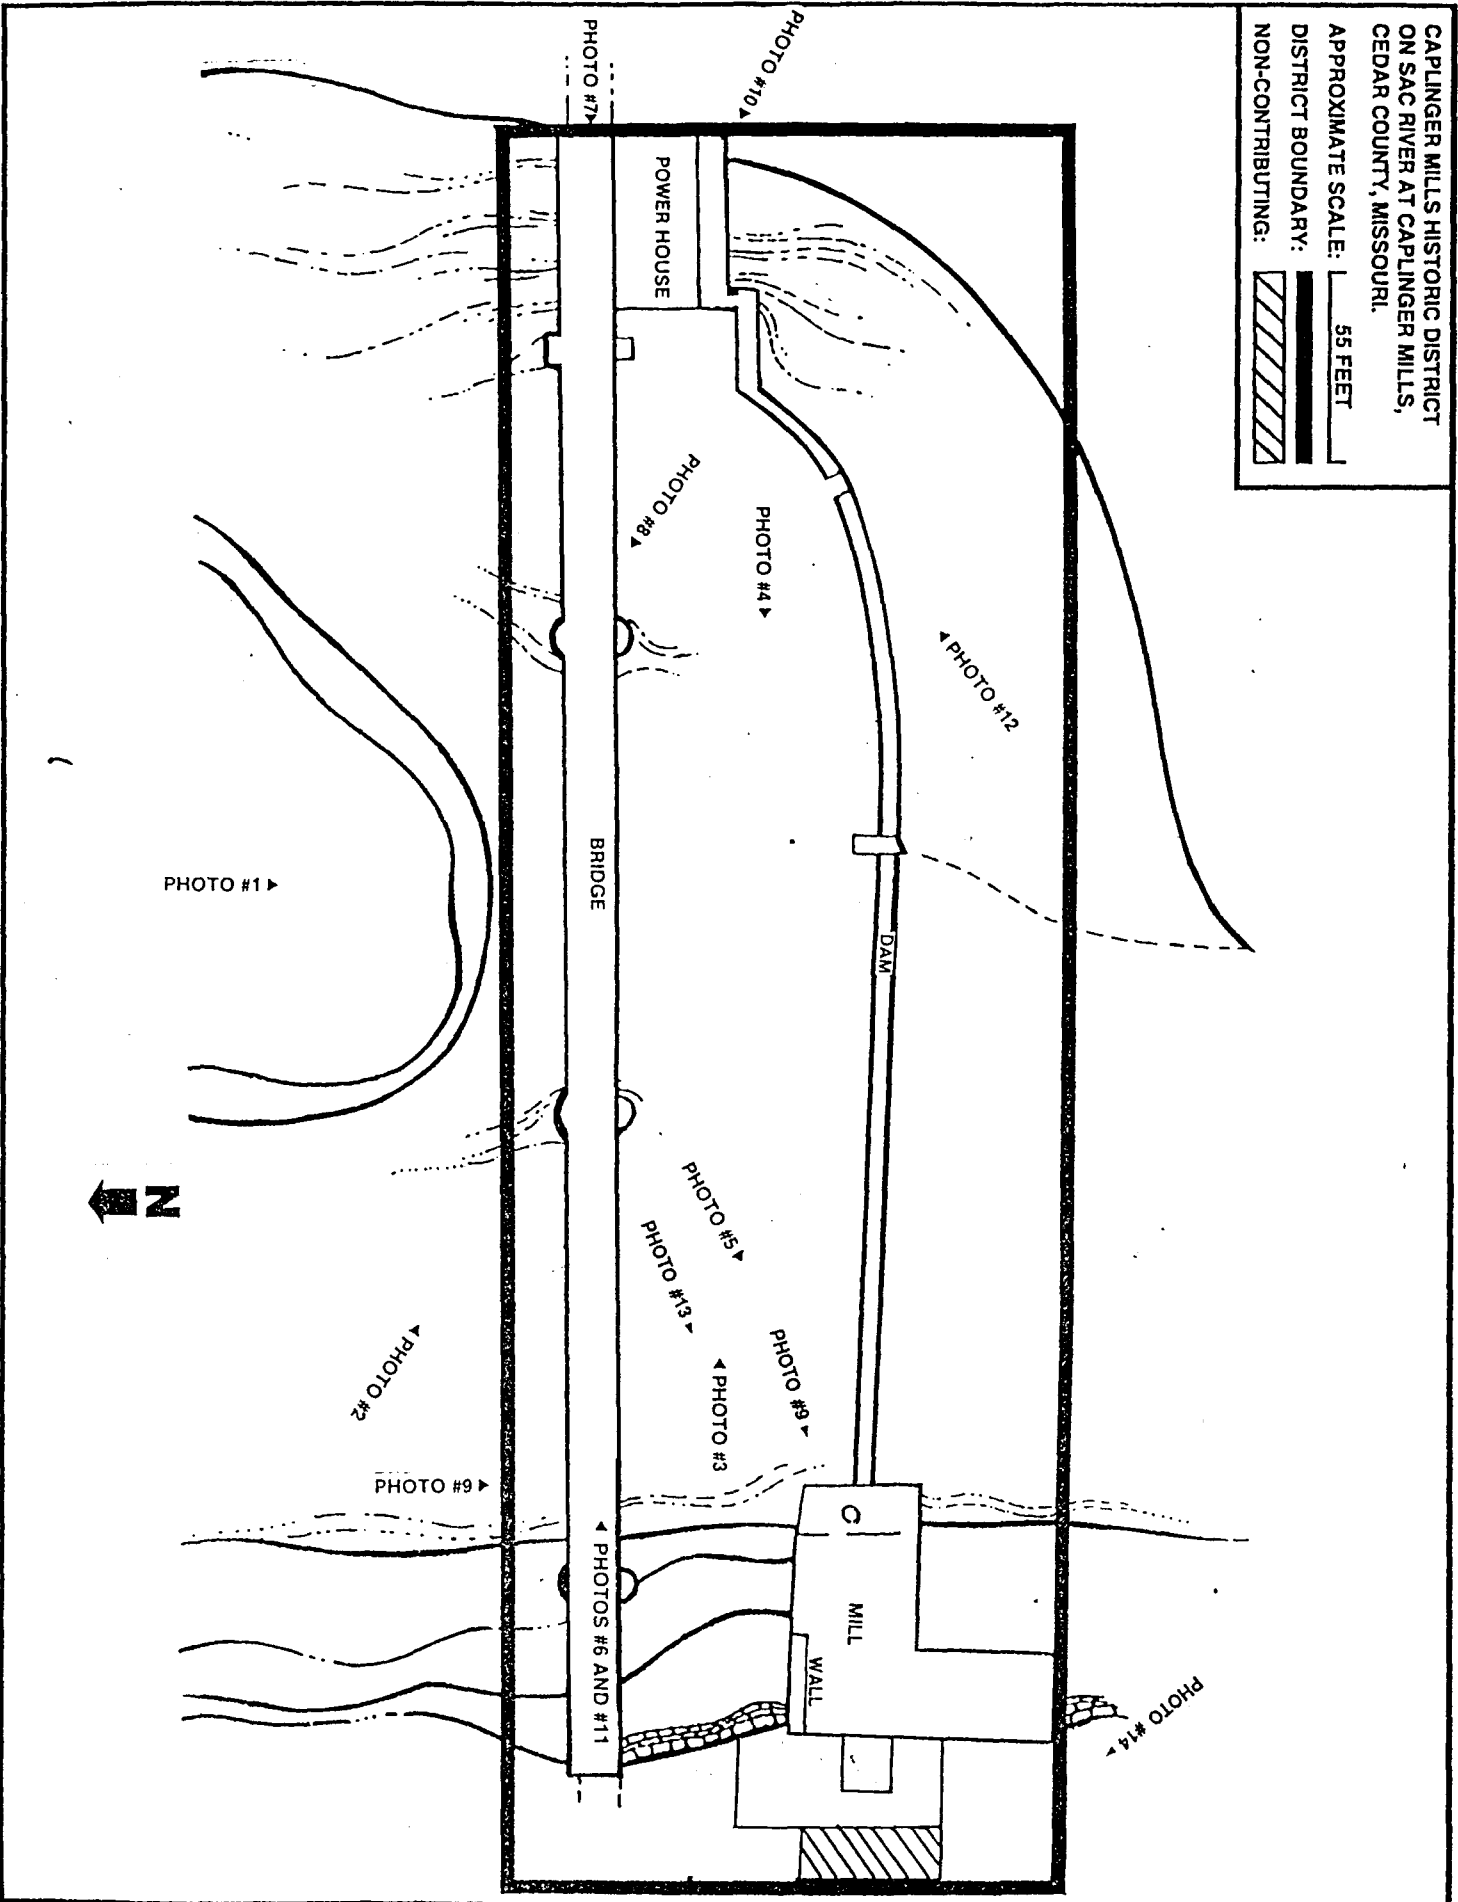 CAPLINGER MILLS HISTORIC DISTRICT
ON SAC RIVER AT CAPLINGER MILLS,
CEDAR COUNTY, MISSOURI.
APPROXIMATE SCALE: 55 FEET
DISTRICT BOUNDARY:
NON-CONTRIBUTING:
PHOTO #10
PHOTO #7
POWER HOUSE
PHOTO #8
PHOTO #4
PHOTO #12
BRIDGE
PHOTO #1
DAM
N
PHOTO #5
PHOTO #13
PHOTO #2
PHOTO #3
PHOTO #9
PHOTO #9
C
MILL
WALL
PHOTOS #6 AND #11
PHOTO #14